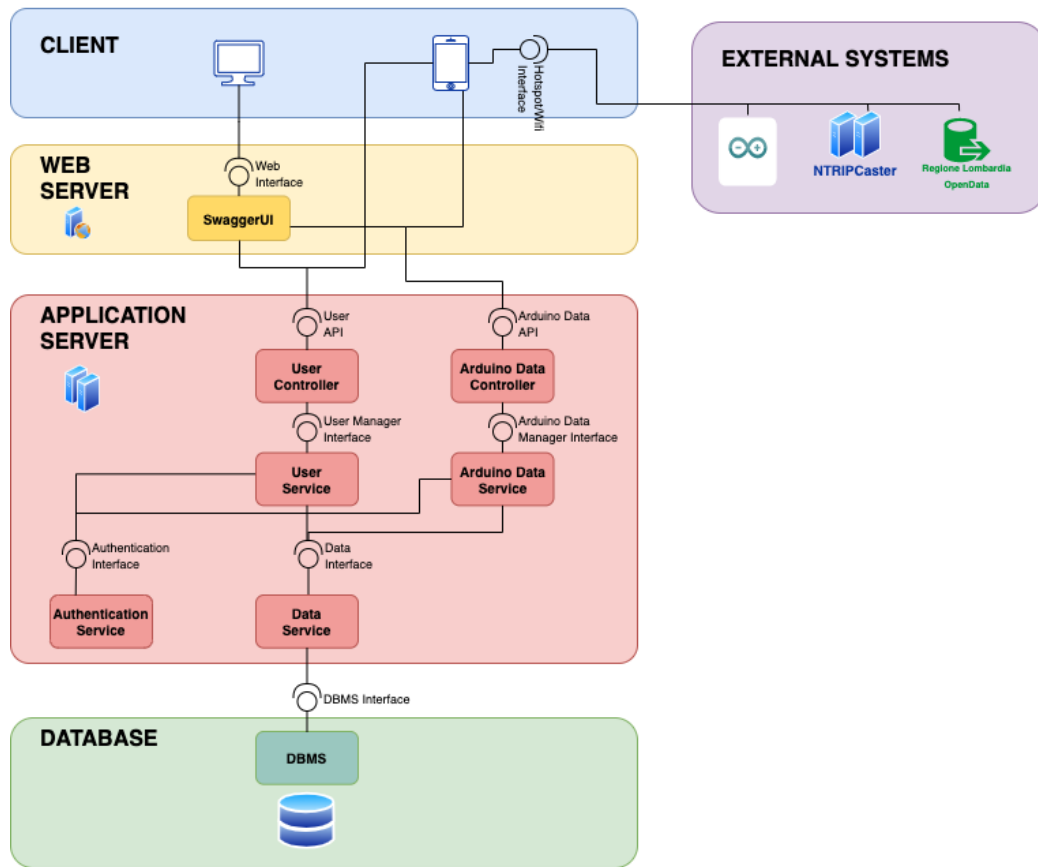 CLIENT
Hotspot/Wifi
Interface
EXTERNAL SYSTEMS
NTRIPCaster
Regione Lombardia
OpenData
WEB
SERVER
Web
Interface
SwaggerUI
APPLICATION
SERVER
User
API
Arduino Data
API
User
Controller
Arduino Data
Controller
User Manager
Interface
Arduino Data
Manager Interface
User
Service
Arduino Data
Service
Authentication
Interface
Data
Interface
Authentication
Service
Data
Service
DBMS Interface
DATABASE
DBMS